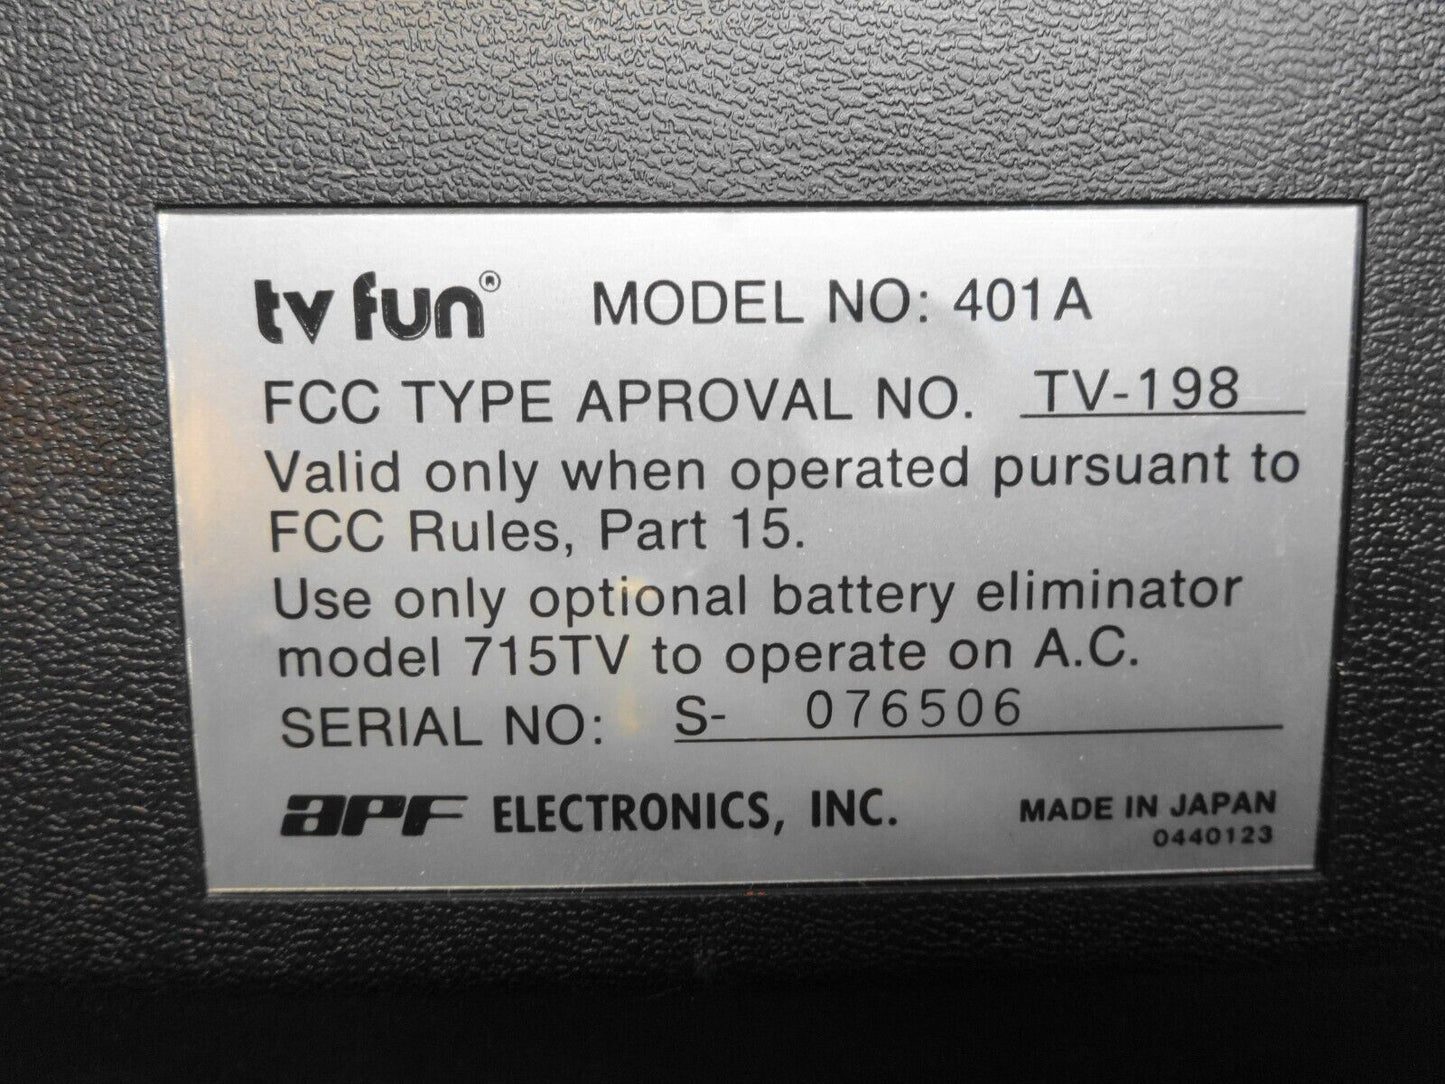 tv fun® MODEL NO: 401A
FCC TYPE APROVAL NO. TV-198
Valid only when operated pursuant to
FCC Rules, Part 15.
Use only optional battery eliminator
model 715TV to operate on A.C.
SERIAL NO: S- 076506
APF ELECTRONICS, INC. MADE IN JAPAN
0440123